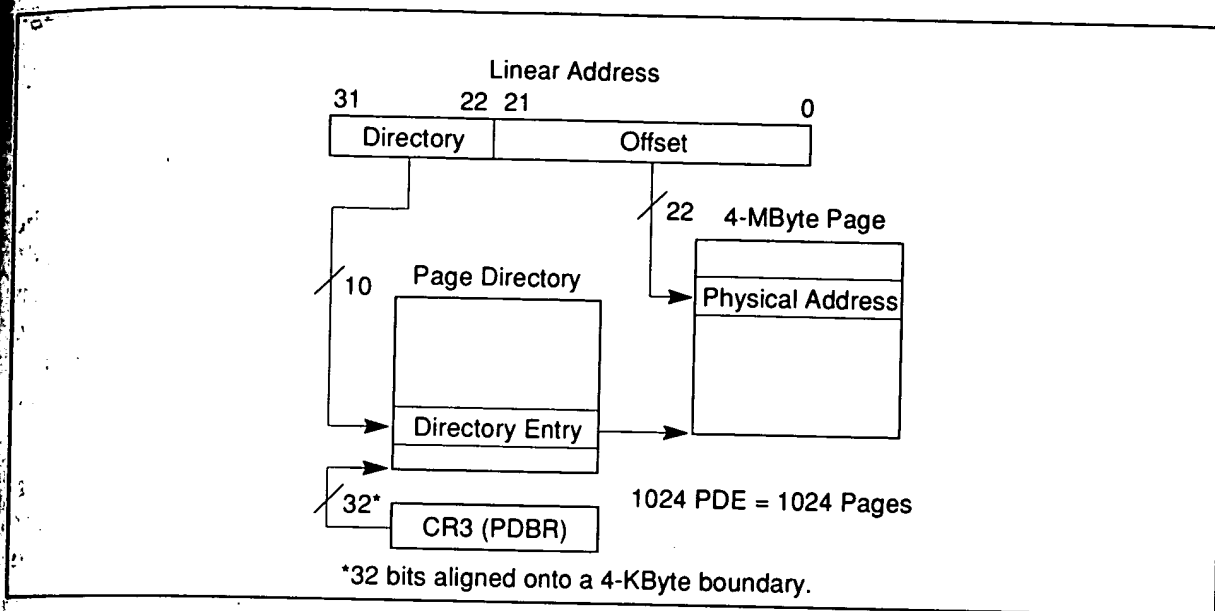 Linear Address
31 22 21 0
Directory Offset
22
4-MByte Page
10
Page Directory
Physical Address
Directory Entry
32*
1024 PDE = 1024 Pages
CR3 (PDBR)
*32 bits aligned onto a 4-KByte boundary.